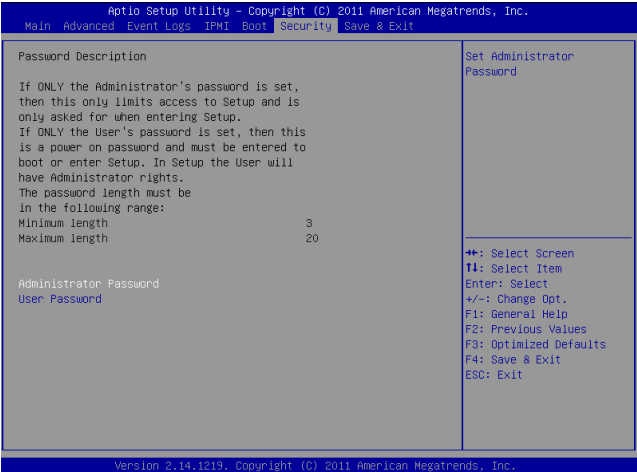 Aptio Setup Utility – Copyright (C) 2011 American Megatrends, Inc.
Main Advanced Event Logs IPMI Boot Security Save & Exit
Password Description
If ONLY the Administrator's password is set,
then this only limits access to Setup and is
only asked for when entering Setup.
If ONLY the User's password is set, then this
is a power on password and must be entered to
boot or enter Setup. In Setup the User will
have Administrator rights.
The password length must be
in the following range:
Minimum length 3
Maximum length 20
Administrator Password
User Password
Set Administrator
Password
→←: Select Screen
↑↓: Select Item
Enter: Select
+/-: Change Opt.
F1: General Help
F2: Previous Values
F3: Optimized Defaults
F4: Save & Exit
ESC: Exit
Version 2.14.1219. Copyright (C) 2011 American Megatrends, Inc.